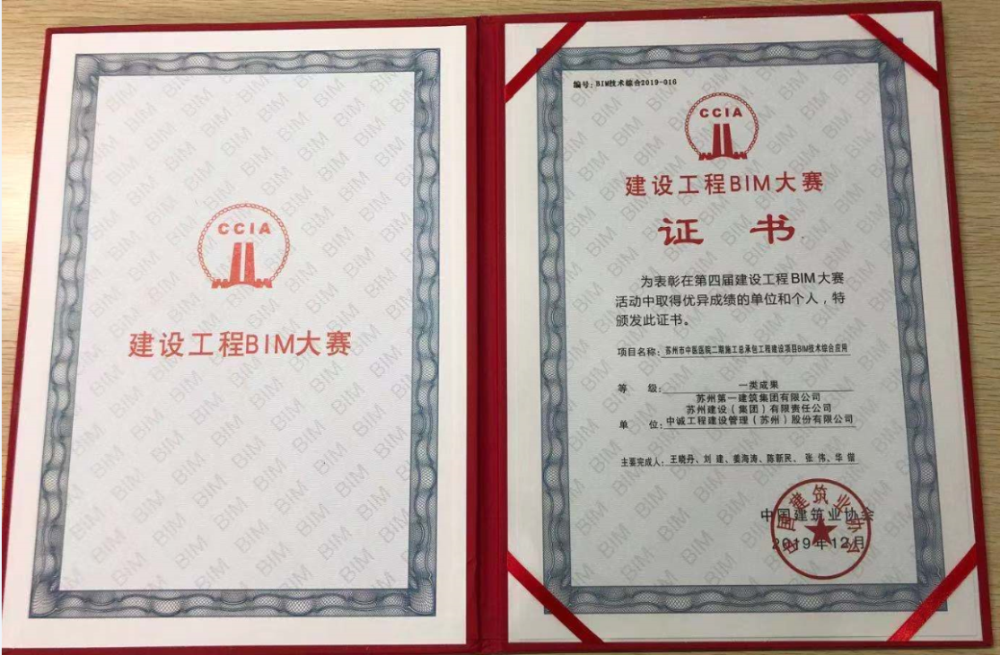 CCIA
建设工程BIM大赛
编号：BIM技术综合2019-016
CCIA
建设工程BIM大赛
证书
为表彰在第四届建设工程BIM大赛
活动中取得优异成绩的单位和个人，特
颁发此证书。
项目名称：苏州市中医医院二期施工总承包工程建设项目BIM技术综合应用
等 级：一类成果
苏州第一建筑集团有限公司
苏州建设（集团）有限责任公司
单 位：中诚工程建设管理（苏州）股份有限公司
主要完成人：王晓丹、刘 建、姜海涛、陈新民、 张 伟、华 锴
中国建筑业协会
2019年12月
中国建筑业协会